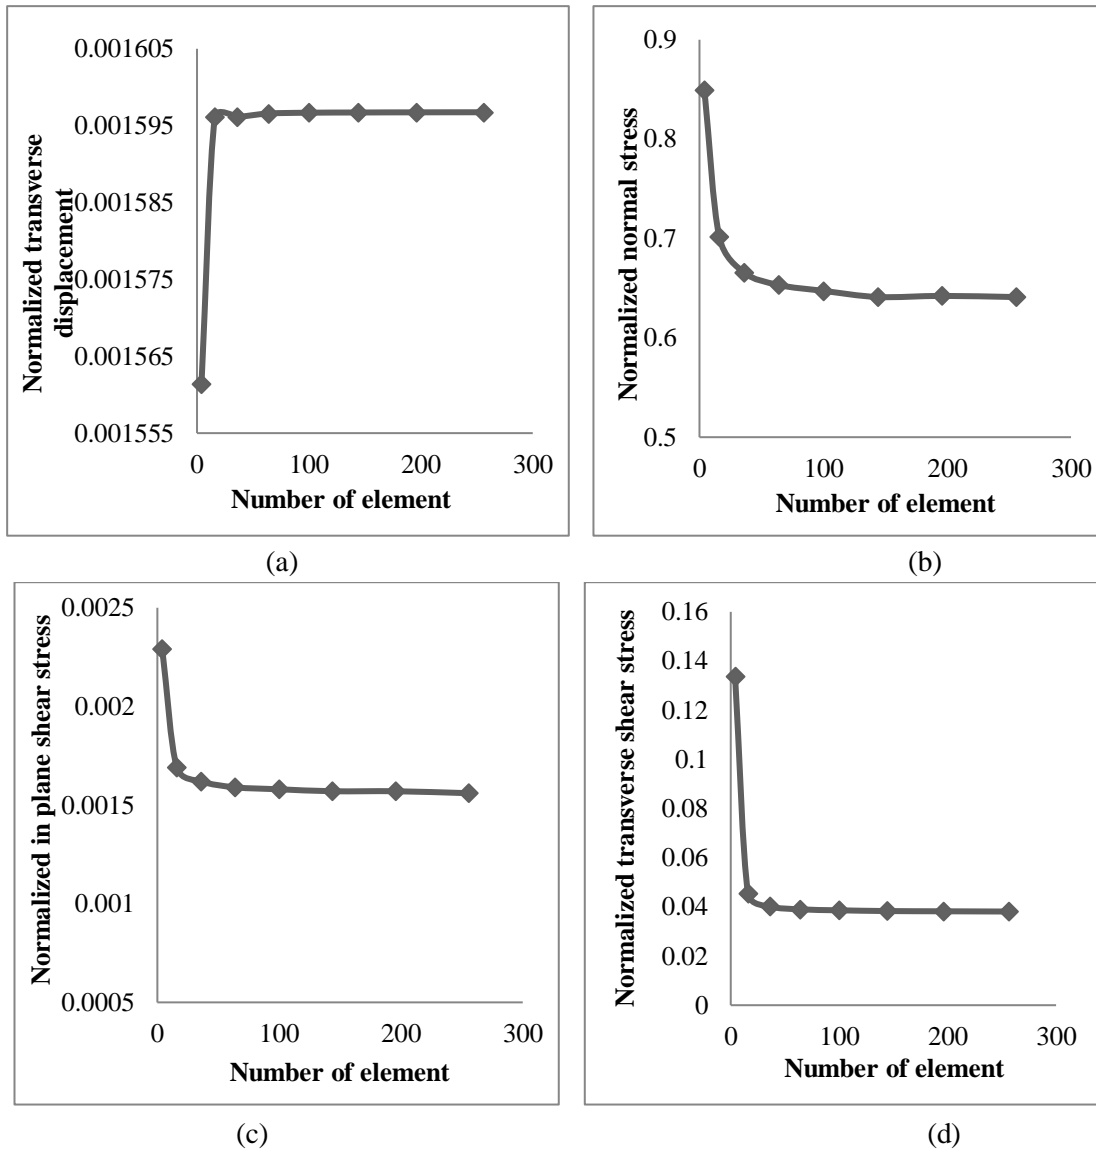 0.001605
0.001595
0.001585
0.001575
0.001565
0.001555
Normalized transverse
displacement
0 100 200 300
Number of element
(a)
0.9
0.8
0.7
0.6
0.5
Normalized normal stress
0 100 200 300
Number of element
(b)
0.0025
0.002
0.0015
0.001
0.0005
Normalized in plane shear stress
0 100 200 300
Number of element
(c)
0.16
0.14
0.12
0.1
0.08
0.06
0.04
0.02
0
Normalized transverse shear stress
0 100 200 300
Number of element
(d)